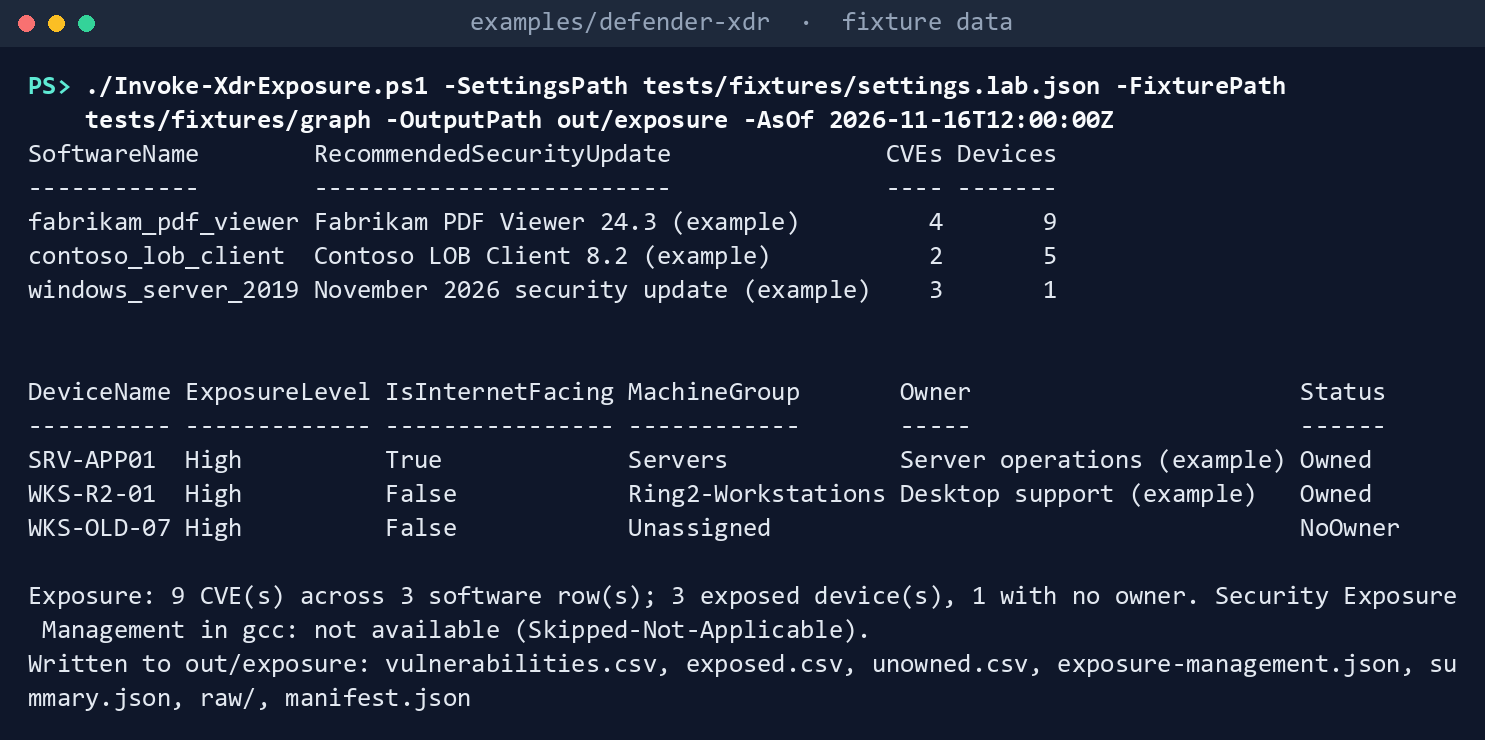 examples/defender-xdr · fixture data
PS> ./Invoke-XdrExposure.ps1 -SettingsPath tests/fixtures/settings.lab.json -FixturePath
tests/fixtures/graph -OutputPath out/exposure -AsOf 2026-11-16T12:00:00Z
SoftwareName        RecommendedSecurityUpdate               CVEs Devices
------------        -------------------------               ---- -------
fabrikam_pdf_viewer Fabrikam PDF Viewer 24.3 (example)         4       9
contoso_lob_client  Contoso LOB Client 8.2 (example)           2       5
windows_server_2019 November 2026 security update (example)    3       1
DeviceName ExposureLevel IsInternetFacing MachineGroup       Owner                       Status
---------- ------------- ---------------- ------------       -----                       ------
SRV-APP01  High          True             Servers            Server operations (example) Owned
WKS-R2-01  High          False            Ring2-Workstations Desktop support (example)   Owned
WKS-OLD-07 High          False            Unassigned                                     NoOwner
Exposure: 9 CVE(s) across 3 software row(s); 3 exposed device(s), 1 with no owner. Security Exposure
Management in gcc: not available (Skipped-Not-Applicable).
Written to out/exposure: vulnerabilities.csv, exposed.csv, unowned.csv, exposure-management.json, su
mmary.json, raw/, manifest.json